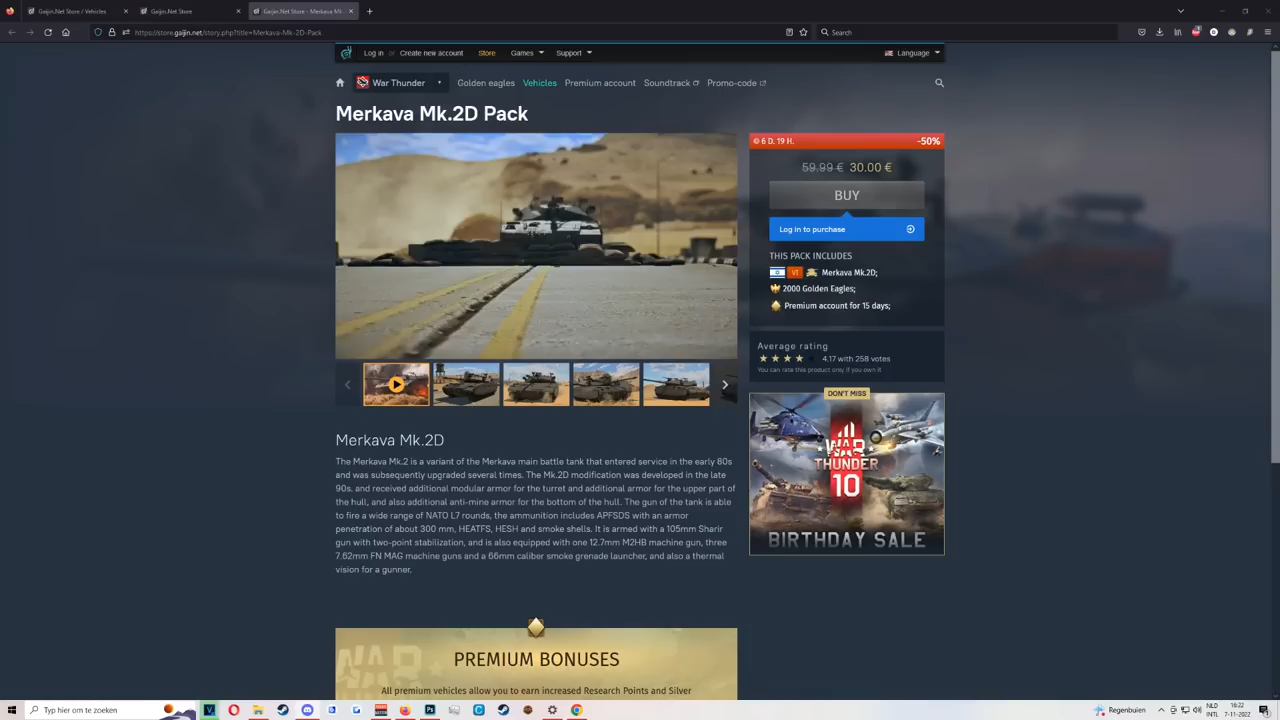 Gaijin.Net Store / Vehicles
Gaijin.Net Store
Gaijin.Net Store - Merkava Mk
https://store.gaijin.net/story.php?title=Merkava-Mk-2D-Pack
Search
Log in or Create new account
Store
Games
Support
Language
War Thunder
Golden eagles
Vehicles
Premium account
Soundtrack
Promo-code
Merkava Mk.2D Pack
6 D. 19 H.
-50%
59.99 € 30.00 €
BUY
Log in to purchase
THIS PACK INCLUDES
VI Merkava Mk.2D;
2000 Golden Eagles;
Premium account for 15 days;
Average rating
4.17 with 258 votes
You can rate this product only if you own it
DON'T MISS
WAR
THUNDER
10
BIRTHDAY SALE
Merkava Mk.2D
The Merkava Mk.2 is a variant of the Merkava main battle tank that entered service in the early 80s
and was subsequently upgraded several times. The Mk.2D modification was developed in the late
90s. and received additional modular armor for the turret and additional armor for the upper part of
the hull, and also additional anti-mine armor for the bottom of the hull. The gun of the tank is able
to fire a wide range of NATO L7 rounds, the ammunition includes APFSDS with an armor
penetration of about 300 mm, HEATFS, HESH and smoke shells. It is armed with a 105mm Sharir
gun with two-point stabilization, and is also equipped with one 12.7mm M2HB machine gun, three
7.62mm FN MAG machine guns and a 66mm caliber smoke grenade launcher, and also a thermal
vision for a gunner.
WAR
PREMIUM BONUSES
All premium vehicles allow you to earn increased Research Points and Silver
Typ hier om te zoeken
Regenbuien
NLD
INTL
16:22
7-11-2022